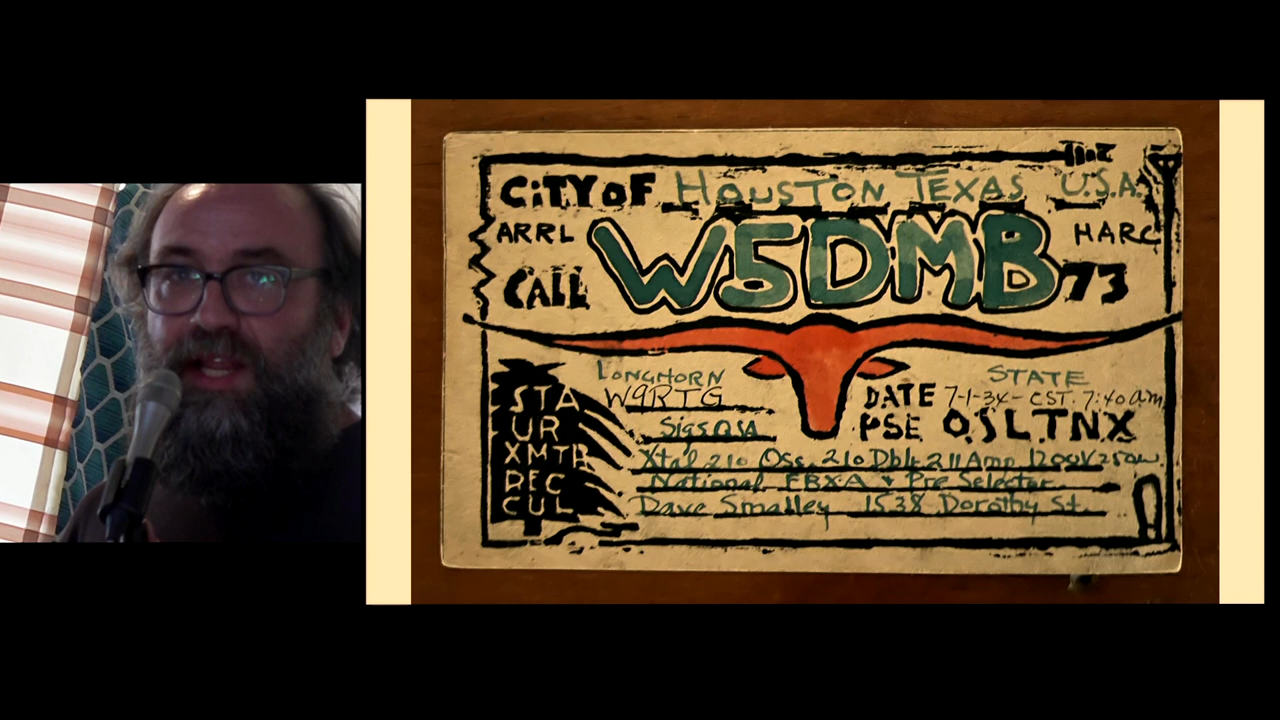 CiTY OF HOUSTON TEXAS U.S.A.
ARRL W5DMB HARC
CALL 73
LONGHORN STATE
STA W9RTG DATE 7-1-34- CST. 7:40 am
UR Sigs QSA PSE QSL TNX
XMTR Xtal 210 Oss. 210 Dblr 211 Amp. 1200V 250w
REC National FBXA + Pre Selector
CUL Dave Smalley 1538 Dorothy St.